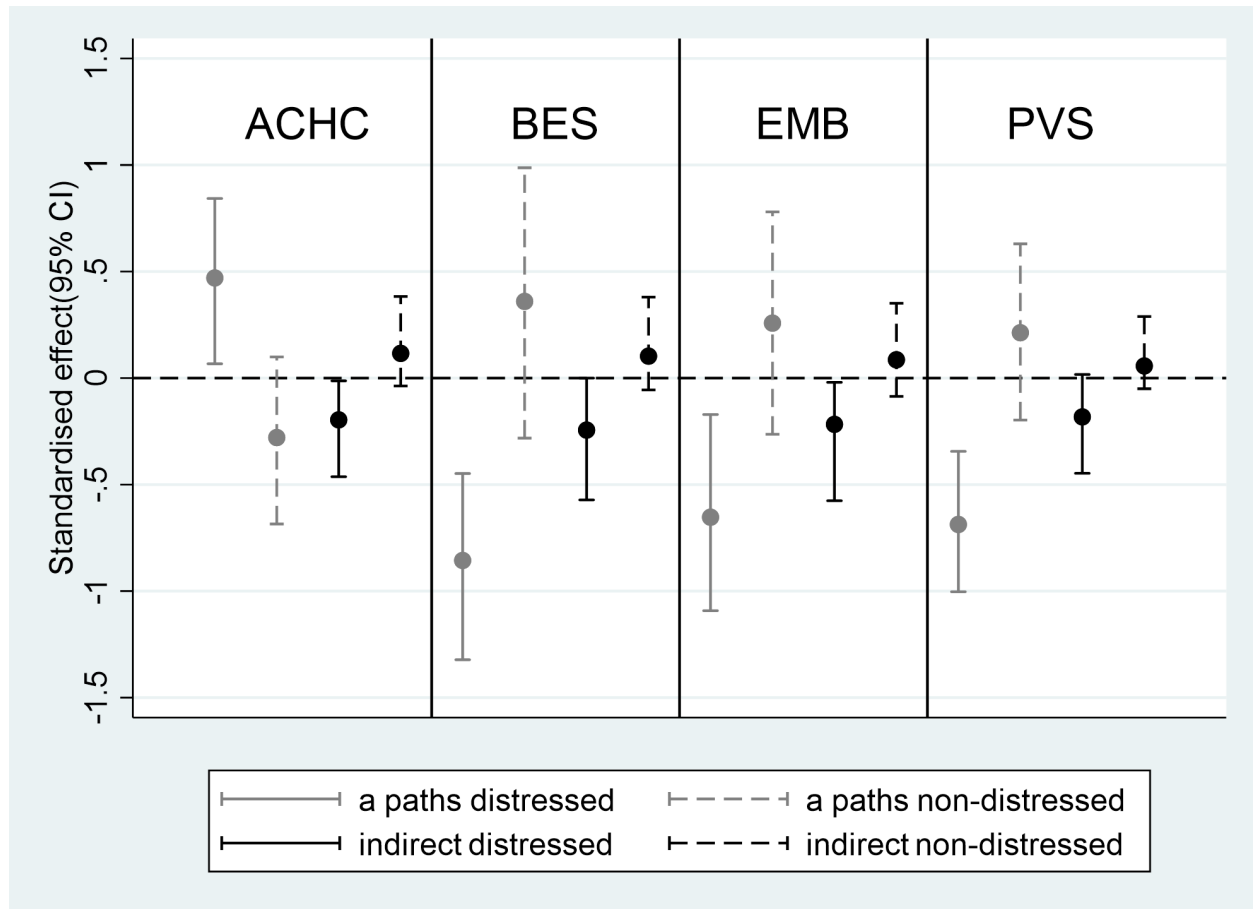 Standardised effect(95% CI)
1.5
1
.5
0
-.5
-1
-1.5
ACHC BES EMB PVS
a paths distressed a paths non-distressed
indirect distressed indirect non-distressed